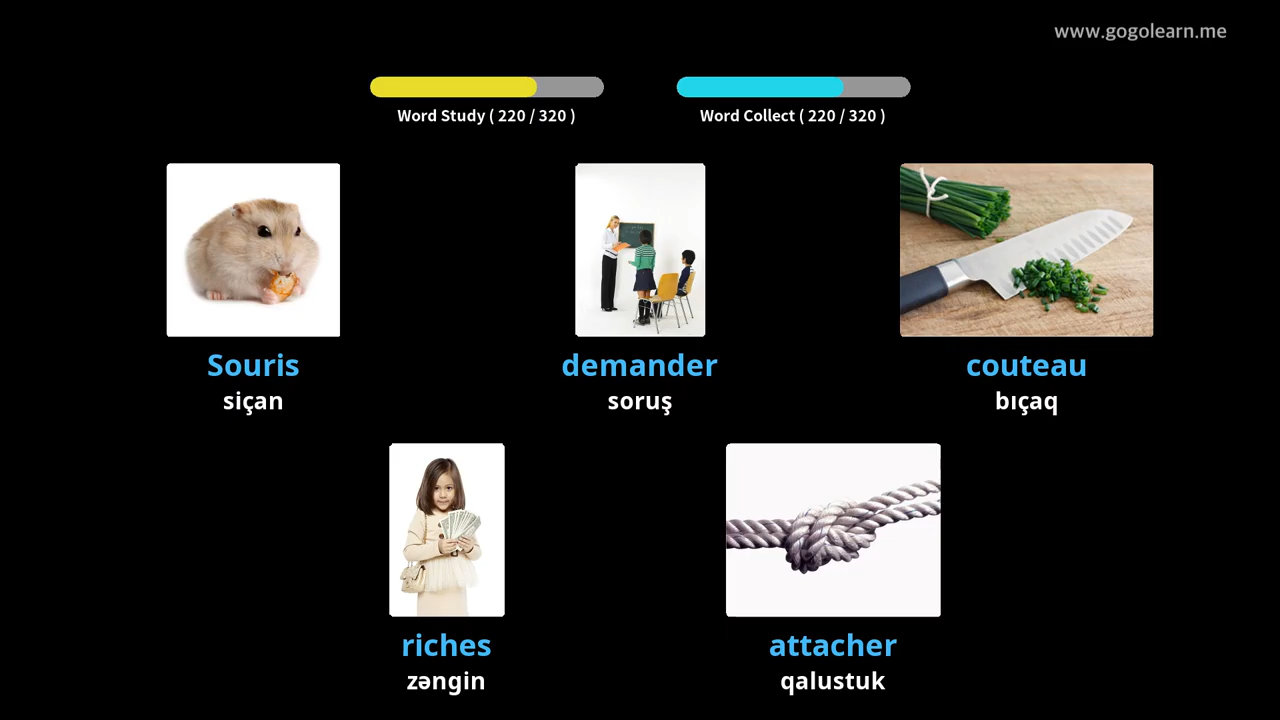 www.gogolearn.me
Word Study ( 220 / 320 )
Word Collect ( 220 / 320 )
Souris
siçan
demander
soruş
couteau
bıçaq
riches
zəngin
attacher
qalustuk